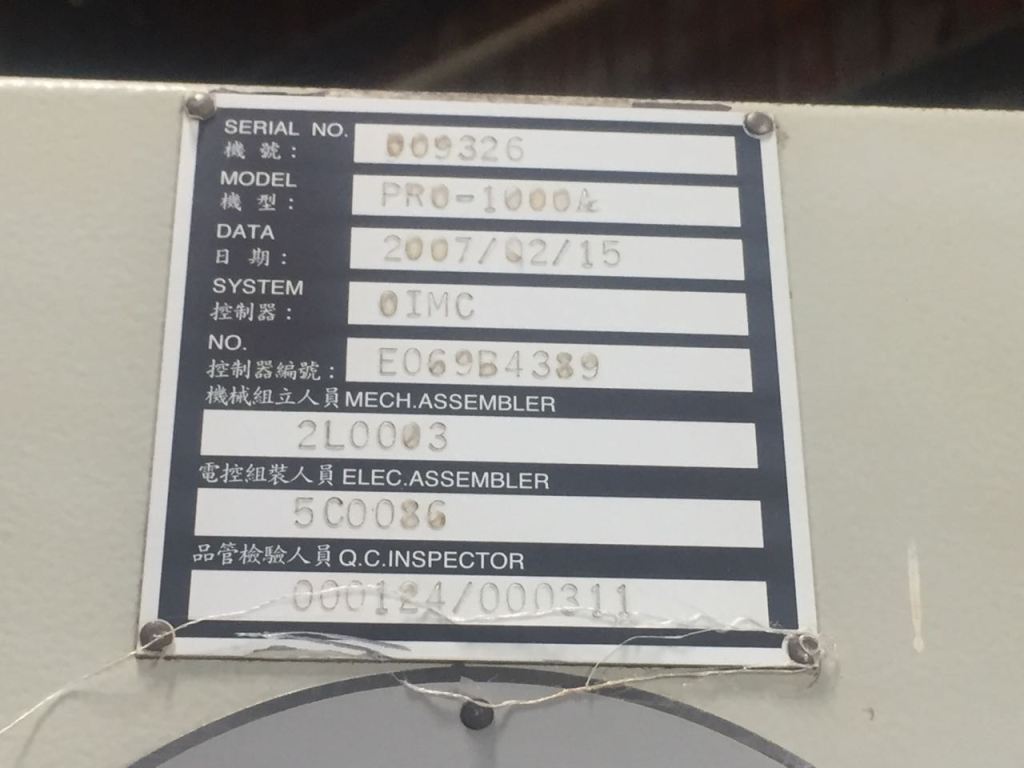 SERIAL NO.
機 號: 009326
MODEL
機 型: PRO-1000A
DATA
日 期: 2007/02/15
SYSTEM
控制器: 0IMC
NO.
控制器編號: E069B4389
機械組立人員 MECH.ASSEMBLER
2L0003
電控組裝人員 ELEC.ASSEMBLER
5C0086
品管檢驗人員 Q.C.INSPECTOR
000124/000311